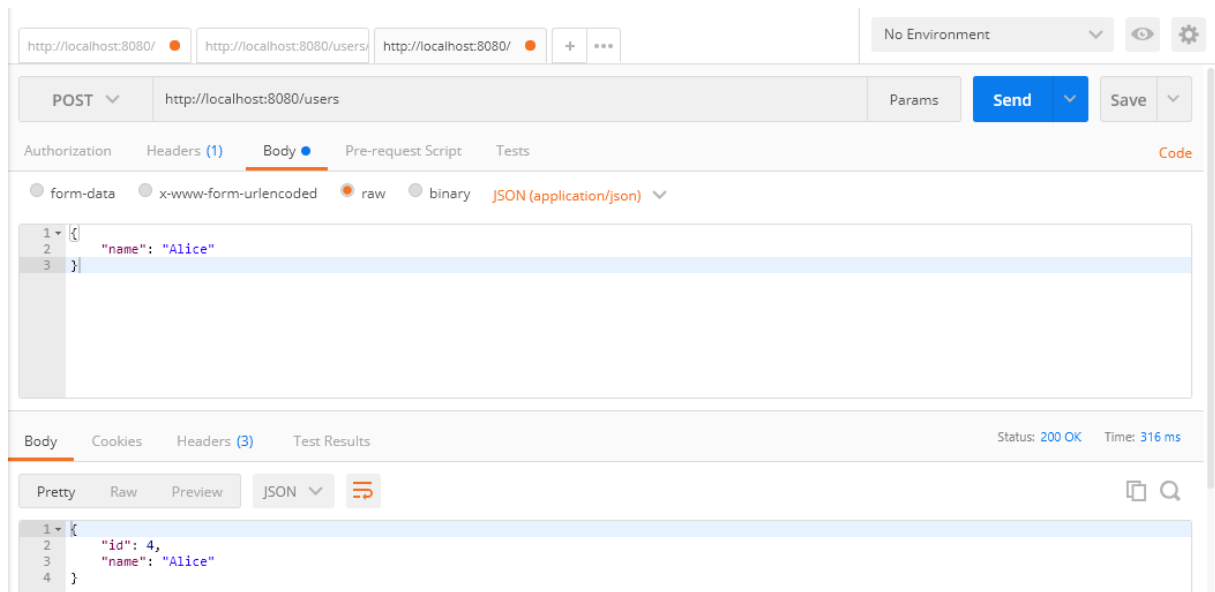 http://localhost:8080/ http://localhost:8080/users/ http://localhost:8080/ + ••• No Environment
POST http://localhost:8080/users Params Send Save
Authorization Headers (1) Body Pre-request Script Tests Code
form-data x-www-form-urlencoded raw binary JSON (application/json)
1 {
2 "name": "Alice"
3 }
Body Cookies Headers (3) Test Results Status: 200 OK Time: 316 ms
Pretty Raw Preview JSON
1 {
2 "id": 4,
3 "name": "Alice"
4 }